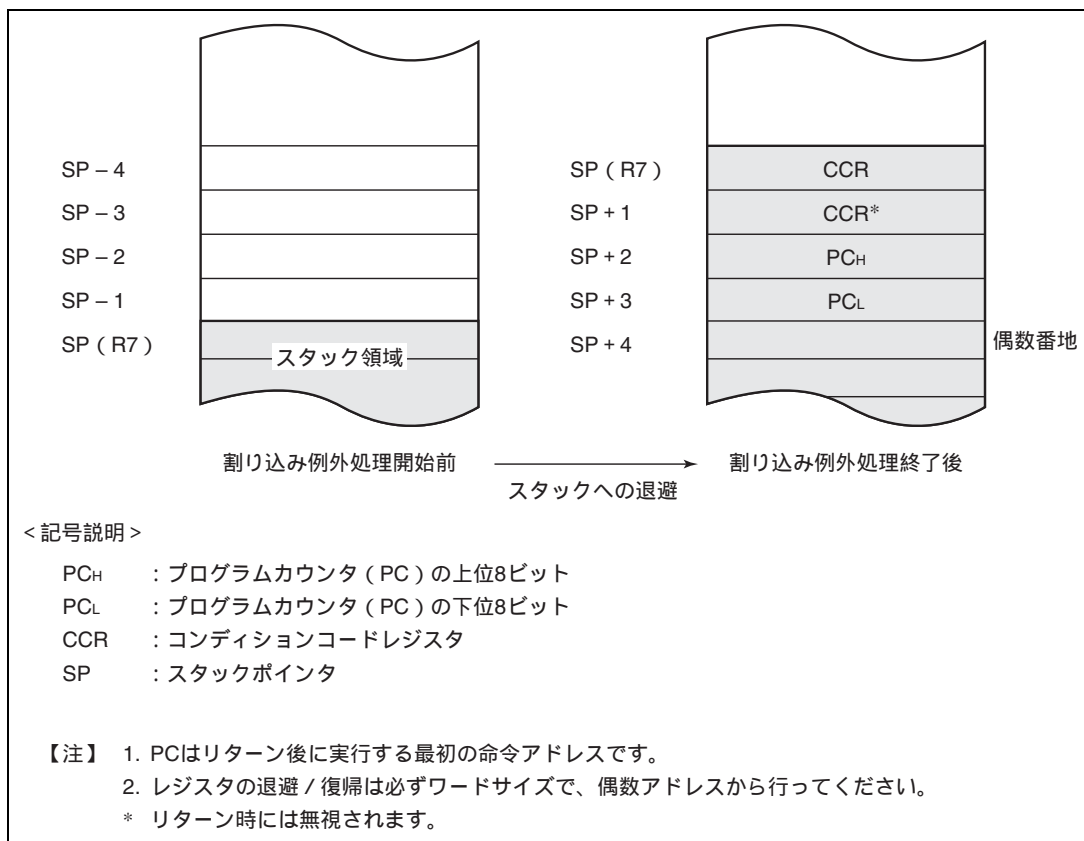 SP – 4
SP – 3
SP – 2
SP – 1
SP（R7）
スタック領域
SP（R7）
SP + 1
SP + 2
SP + 3
SP + 4
CCR
CCR*
PCH
PCL
偶数番地
割り込み例外処理開始前
スタックへの退避
割り込み例外処理終了後
<記号説明>
PCH ：プログラムカウンタ（PC）の上位8ビット
PCL ：プログラムカウンタ（PC）の下位8ビット
CCR ：コンディションコードレジスタ
SP ：スタックポインタ
【注】 1. PCはリターン後に実行する最初の命令アドレスです。
2. レジスタの退避／復帰は必ずワードサイズで、偶数アドレスから行ってください。
* リターン時には無視されます。